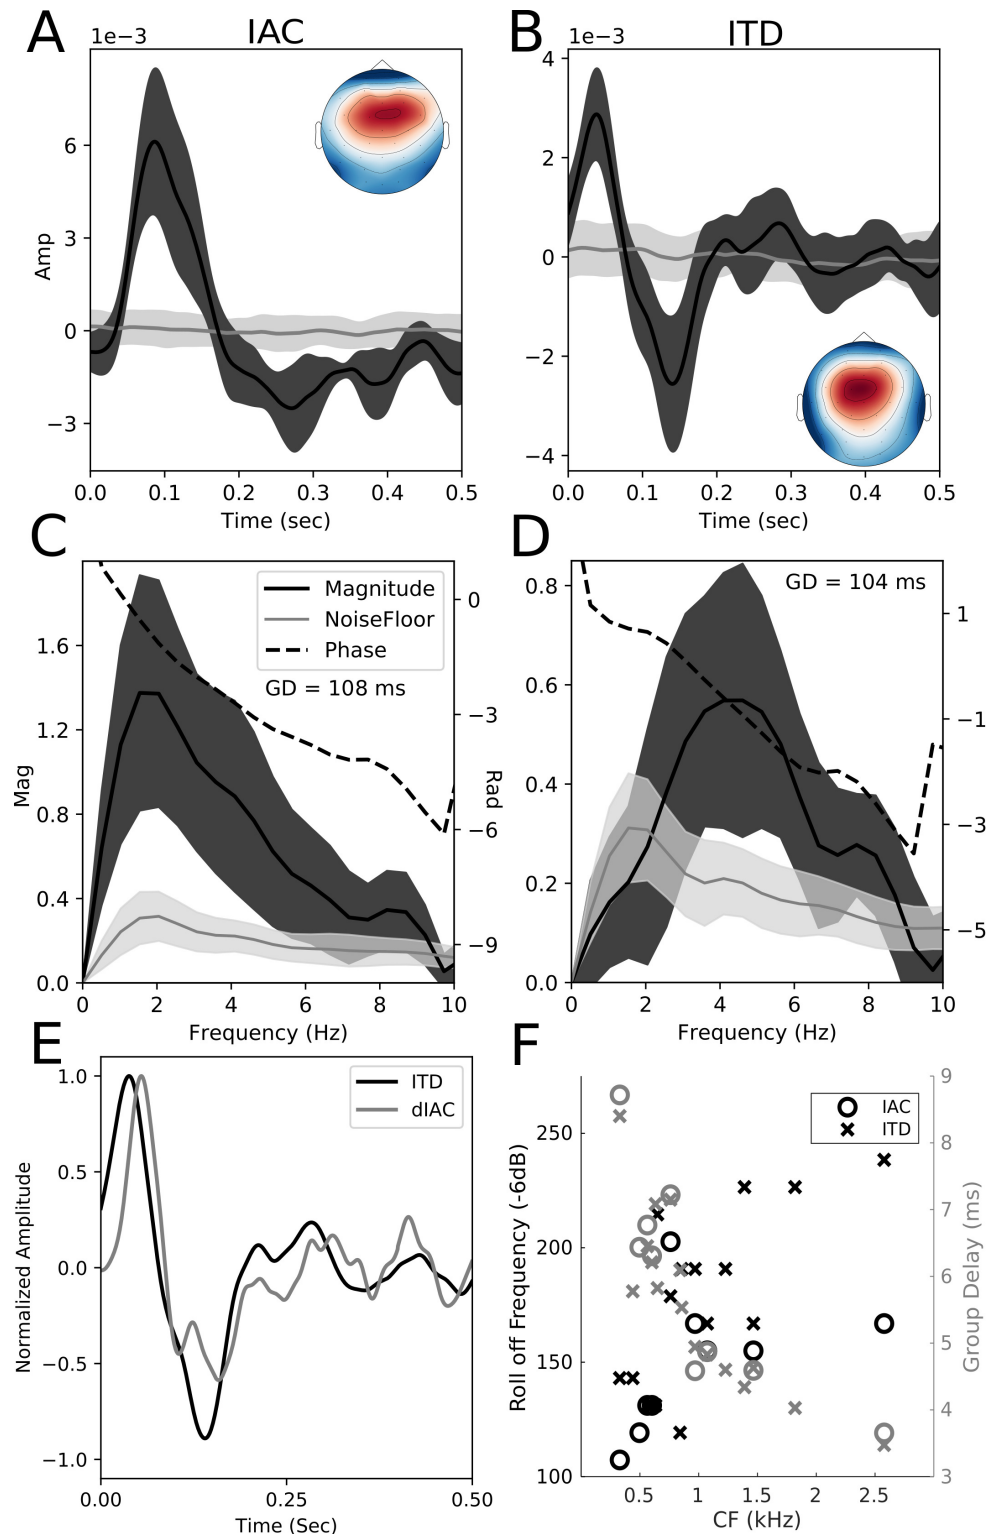 A
1e−3
IAC
B
1e−3
ITD
6
3
0
−3
Amp
0.0 0.1 0.2 0.3 0.4 0.5
Time (sec)
4
2
0
−2
−4
0.0 0.1 0.2 0.3 0.4 0.5
Time (sec)
C
Magnitude
NoiseFloor
Phase
GD = 108 ms
1.6
1.2
0.8
0.4
0.0
Mag
0
−3
−6
−9
Rad
0 2 4 6 8 10
Frequency (Hz)
D
GD = 104 ms
0.8
0.6
0.4
0.2
0.0
1
−1
−3
−5
0 2 4 6 8 10
Frequency (Hz)
E
ITD
dIAC
1.0
0.5
0.0
−0.5
−1.0
Normalized Amplitude
0.00 0.25 0.50
Time (Sec)
F
IAC
ITD
250
200
150
100
Roll off Frequency (-6dB)
9
8
7
6
5
4
3
Group Delay (ms)
0.5 1 1.5 2 2.5
CF (kHz)